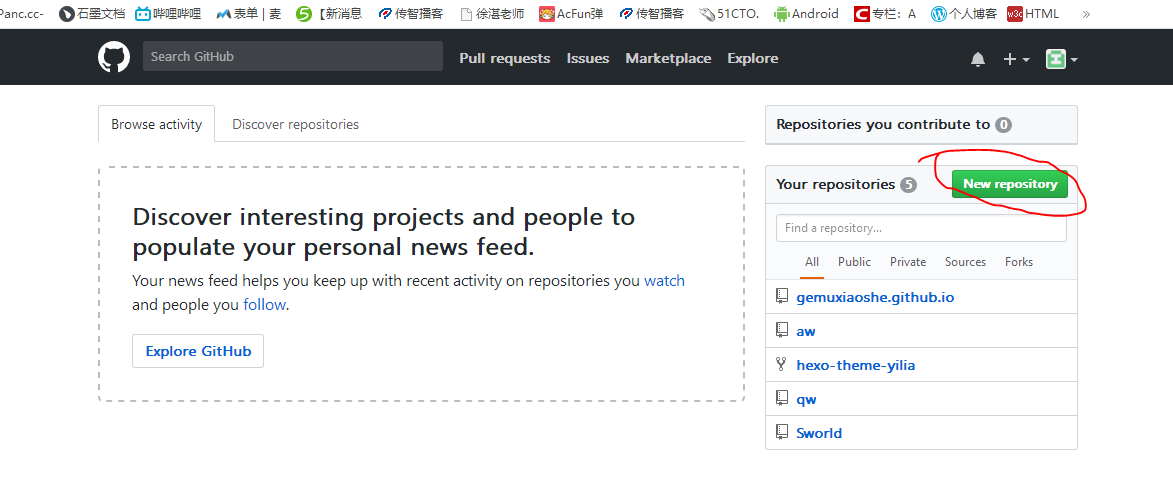 Panc.cc- 石墨文档 哔哩哔哩 表单 | 麦 【新消息 传智播客 徐湛老师 AcFun弹 传智播客 51CTO. Android 专栏：A 个人博客 w3c HTML »
Search GitHub Pull requests Issues Marketplace Explore
Browse activity Discover repositories
Discover interesting projects and people to
populate your personal news feed.
Your news feed helps you keep up with recent activity on repositories you watch
and people you follow.
Explore GitHub
Repositories you contribute to 0
Your repositories 5 New repository
Find a repository...
All Public Private Sources Forks
gemuxiaoshe.github.io
aw
hexo-theme-yilia
qw
Sworld